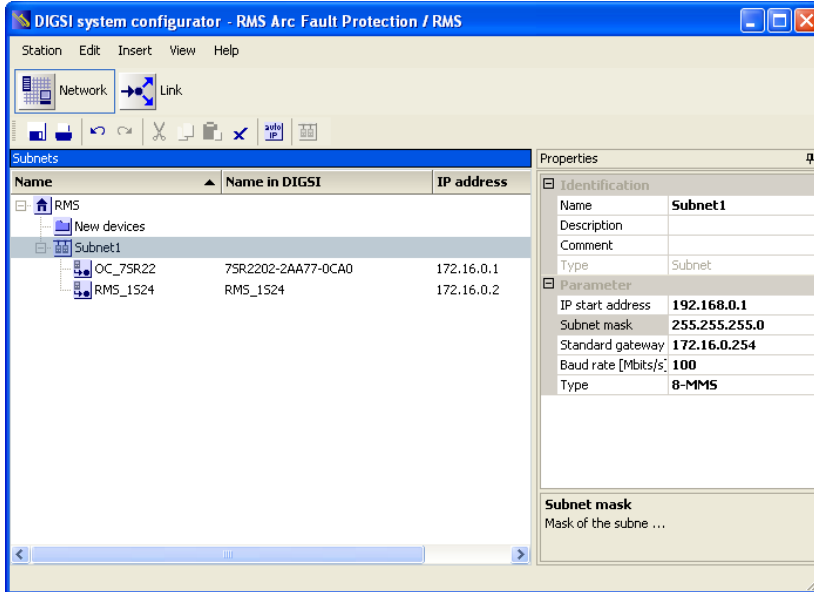 DIGSI system configurator - RMS Arc Fault Protection / RMS
Station Edit Insert View Help
Network Link
auto IP
Subnets
Name Name in DIGSI IP address
RMS
New devices
Subnet1
OC_7SR22 7SR2202-2AA77-0CA0 172.16.0.1
RMS_1S24 RMS_1S24 172.16.0.2
Properties
Identification
Name Subnet1
Description
Comment
Type Subnet
Parameter
IP start address 192.168.0.1
Subnet mask 255.255.255.0
Standard gateway 172.16.0.254
Baud rate [Mbits/s] 100
Type 8-MMS
Subnet mask
Mask of the subne ...